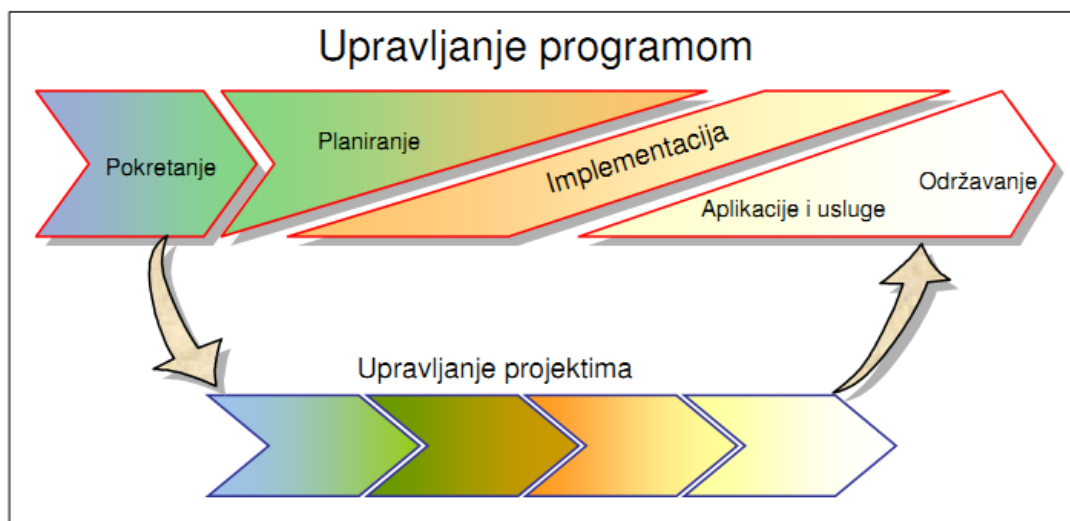 Upravljanje programom
Pokretanje
Planiranje
Implementacija
Aplikacije i usluge
Održavanje
Upravljanje projektima